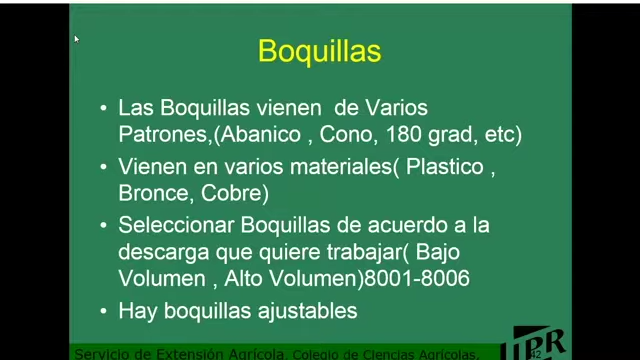 Boquillas
• Las Boquillas vienen de Varios
Patrones,(Abanico , Cono, 180 grad, etc)
• Vienen en varios materiales( Plastico ,
Bronce, Cobre)
• Seleccionar Boquillas de acuerdo a la
descarga que quiere trabajar( Bajo
Volumen , Alto Volumen)8001-8006
• Hay boquillas ajustables
Servicio de Extensión Agrícola, Colegio de Ciencias Agrícolas,
42
UPR